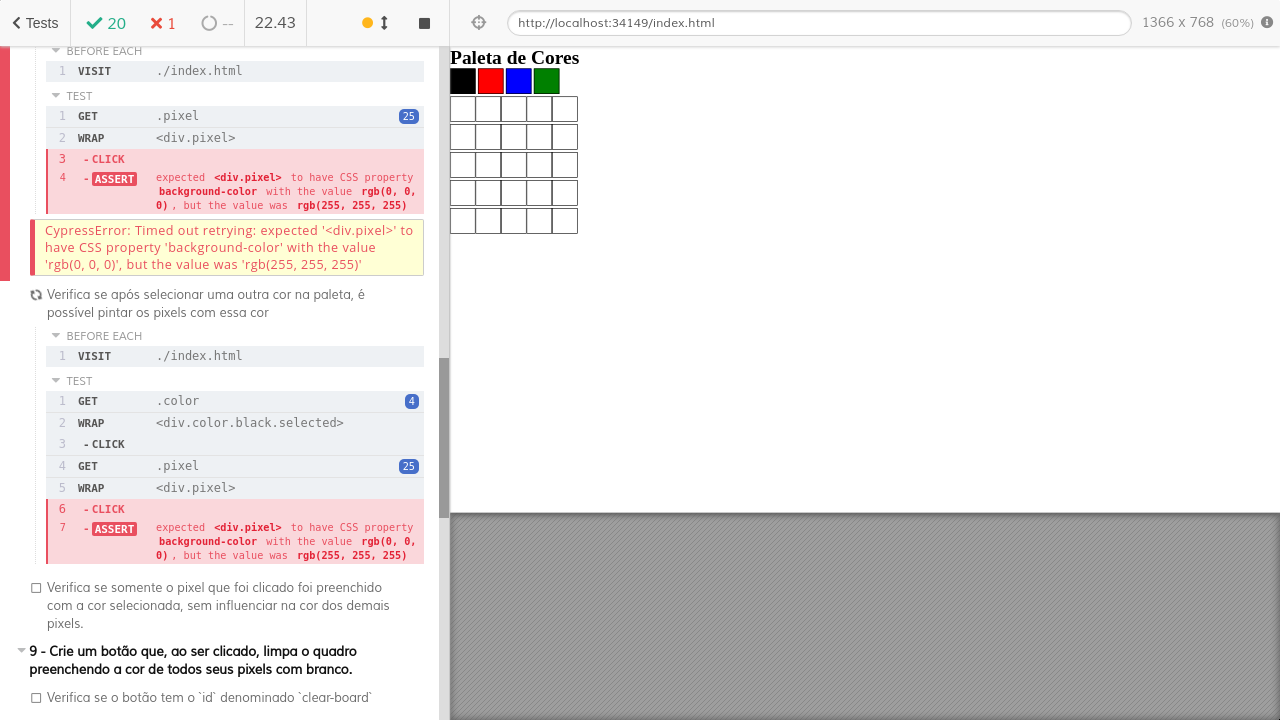 Tests 20 1 -- 22.43 http://localhost:34149/index.html 1366 x 768 (60%)
BEFORE EACH
1 VISIT ./index.html
TEST
1 GET .pixel 25
2 WRAP <div.pixel>
3 -CLICK
4 -ASSERT expected <div.pixel> to have CSS property
background-color with the value rgb(0, 0,
0), but the value was rgb(255, 255, 255)
CypressError: Timed out retrying: expected '<div.pixel>' to
have CSS property 'background-color' with the value
'rgb(0, 0, 0)', but the value was 'rgb(255, 255, 255)'
Verifica se após selecionar uma outra cor na paleta, é
possível pintar os pixels com essa cor
BEFORE EACH
1 VISIT ./index.html
TEST
1 GET .color 4
2 WRAP <div.color.black.selected>
3 -CLICK
4 GET .pixel 25
5 WRAP <div.pixel>
6 -CLICK
7 -ASSERT expected <div.pixel> to have CSS property
background-color with the value rgb(0, 0,
0), but the value was rgb(255, 255, 255)
Verifica se somente o pixel que foi clicado foi preenchido
com a cor selecionada, sem influenciar na cor dos demais
pixels.
9 - Crie um botão que, ao ser clicado, limpa o quadro
preenchendo a cor de todos seus pixels com branco.
Verifica se o botão tem o `id` denominado `clear-board`
Paleta de Cores